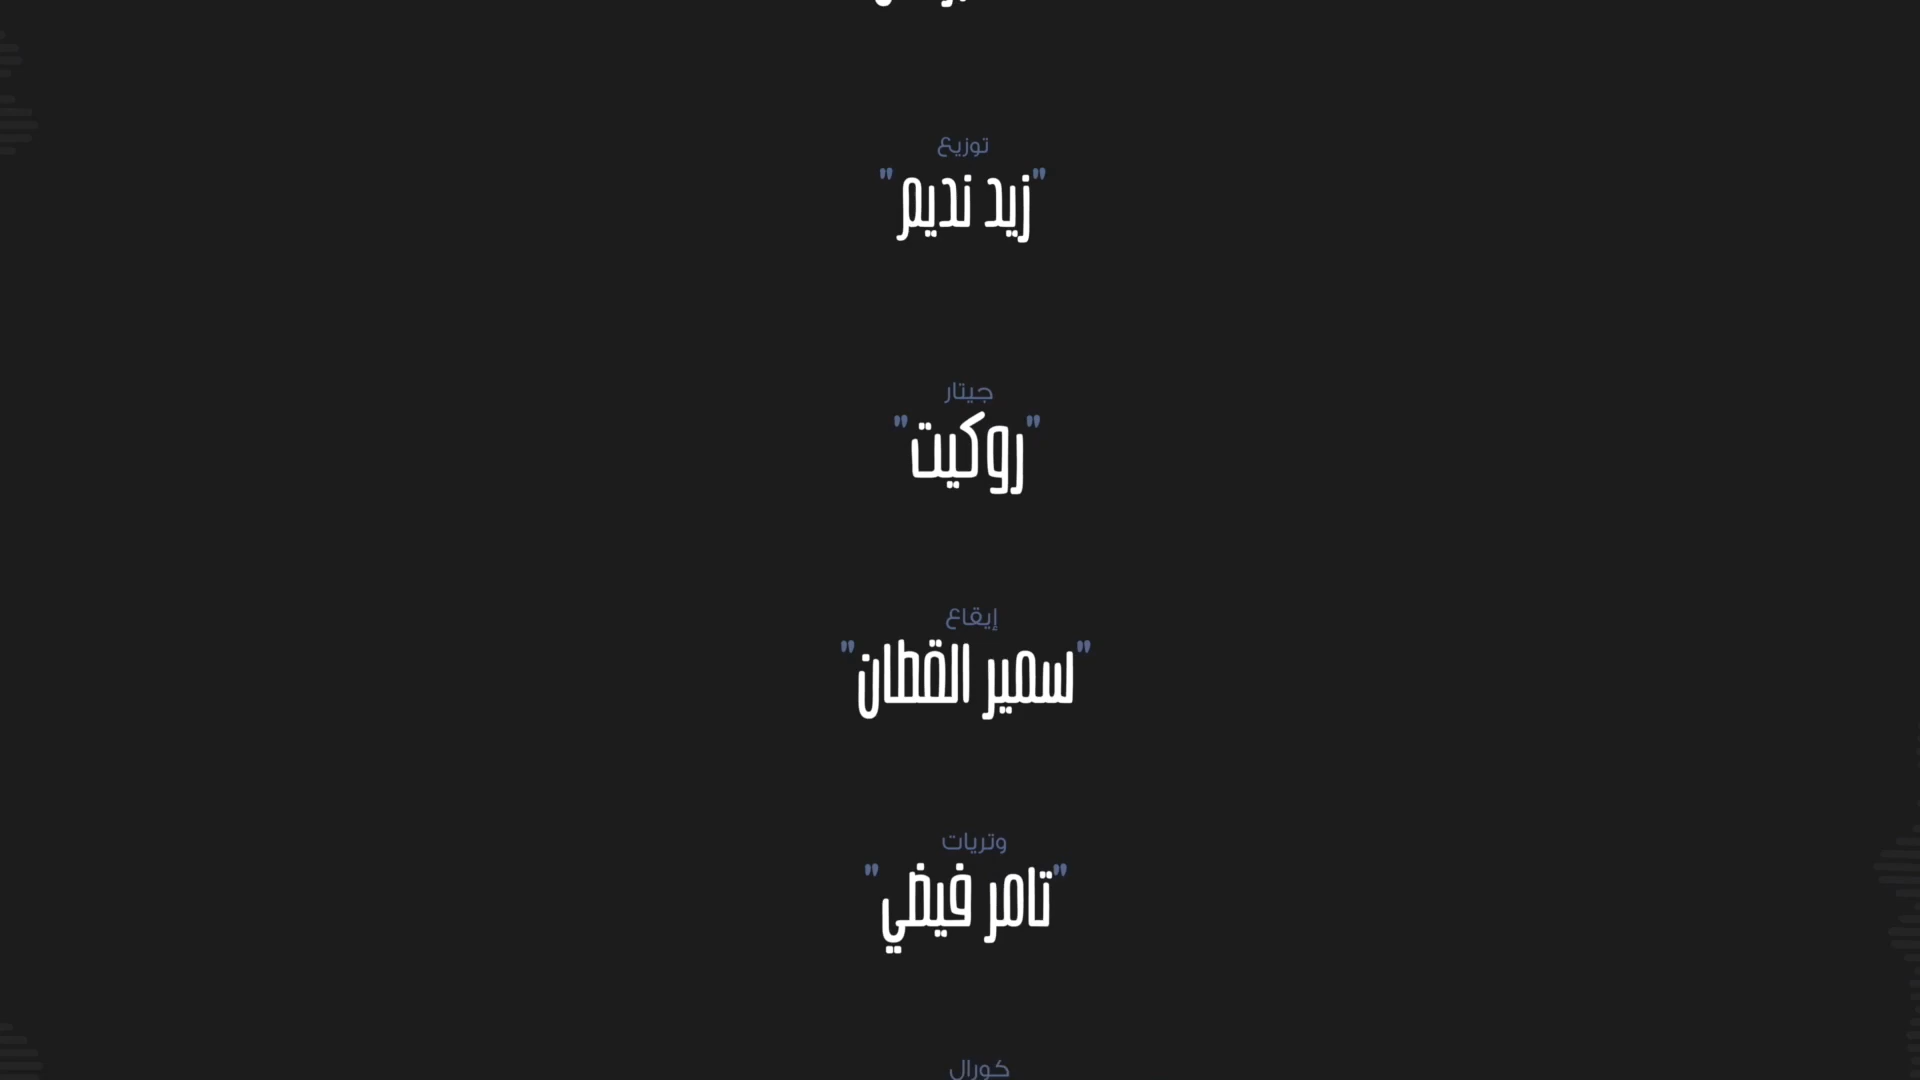 توزيع
"زيد نديم"
جيتار
"روكيت"
إيقاع
"سمير القطان"
وتريات
"تامر فيضي"
كورال